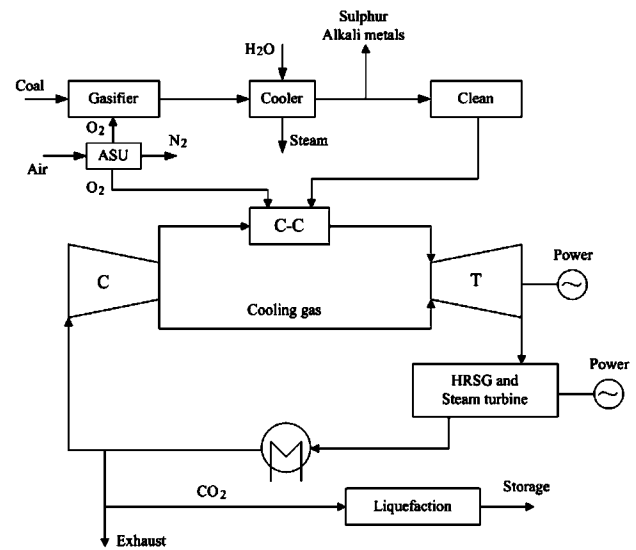 Sulphur
Alkali metals
H2O
Coal
Gasifier
Cooler
Clean
O2
N2
Steam
ASU
Air
O2
C-C
Power
C
T
Cooling gas
Power
HRSG and
Steam turbine
CO2
Storage
Liquefaction
Exhaust